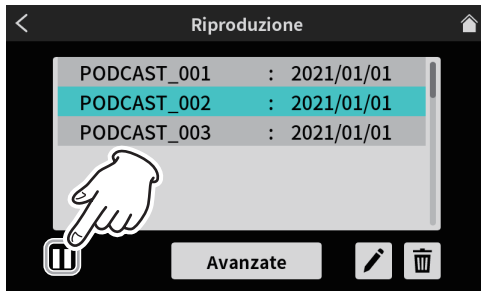 Riproduzione
PODCAST_001 : 2021/01/01
PODCAST_002 : 2021/01/01
PODCAST_003 : 2021/01/01
Avanzate